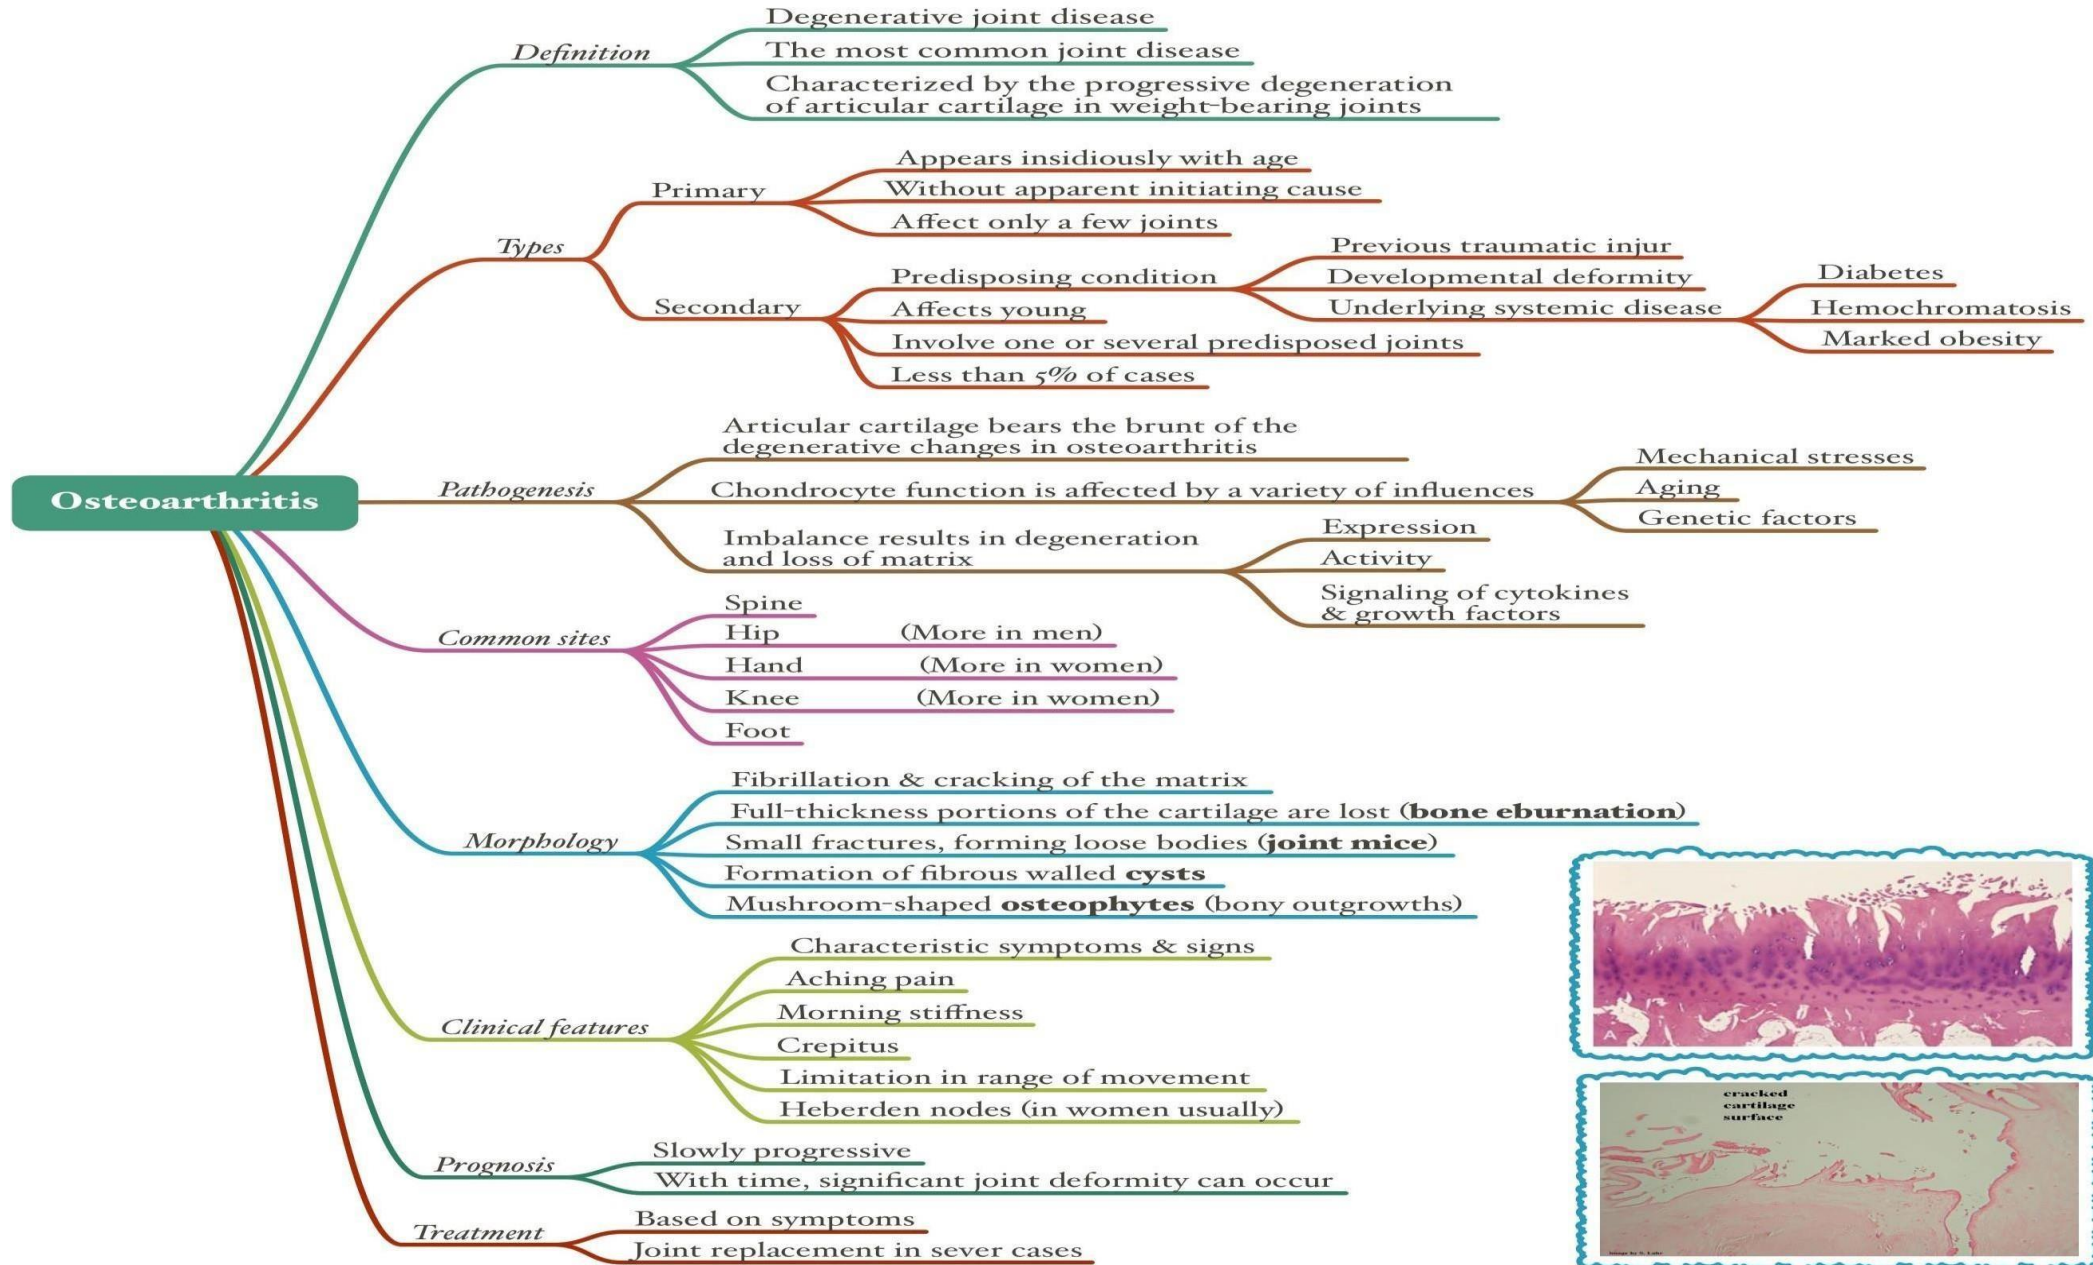 Degenerative joint disease
Definition
The most common joint disease
Characterized by the progressive degeneration
of articular cartilage in weight-bearing joints
Types
Primary
Appears insidiously with age
Without apparent initiating cause
Affect only a few joints
Secondary
Predisposing condition
Previous traumatic injur
Developmental deformity
Underlying systemic disease
Diabetes
Hemochromatosis
Marked obesity
Affects young
Involve one or several predisposed joints
Less than 5% of cases
Osteoarthritis
Pathogenesis
Articular cartilage bears the brunt of the
degenerative changes in osteoarthritis
Chondrocyte function is affected by a variety of influences
Mechanical stresses
Aging
Genetic factors
Imbalance results in degeneration
and loss of matrix
Expression
Activity
Signaling of cytokines
& growth factors
Common sites
Spine
Hip (More in men)
Hand (More in women)
Knee (More in women)
Foot
Morphology
Fibrillation & cracking of the matrix
Full-thickness portions of the cartilage are lost (bone eburnation)
Small fractures, forming loose bodies (joint mice)
Formation of fibrous walled cysts
Mushroom-shaped osteophytes (bony outgrowths)
Clinical features
Characteristic symptoms & signs
Aching pain
Morning stiffness
Crepitus
Limitation in range of movement
Heberden nodes (in women usually)
Prognosis
Slowly progressive
With time, significant joint deformity can occur
Treatment
Based on symptoms
Joint replacement in sever cases
A
cracked
cartilage
surface